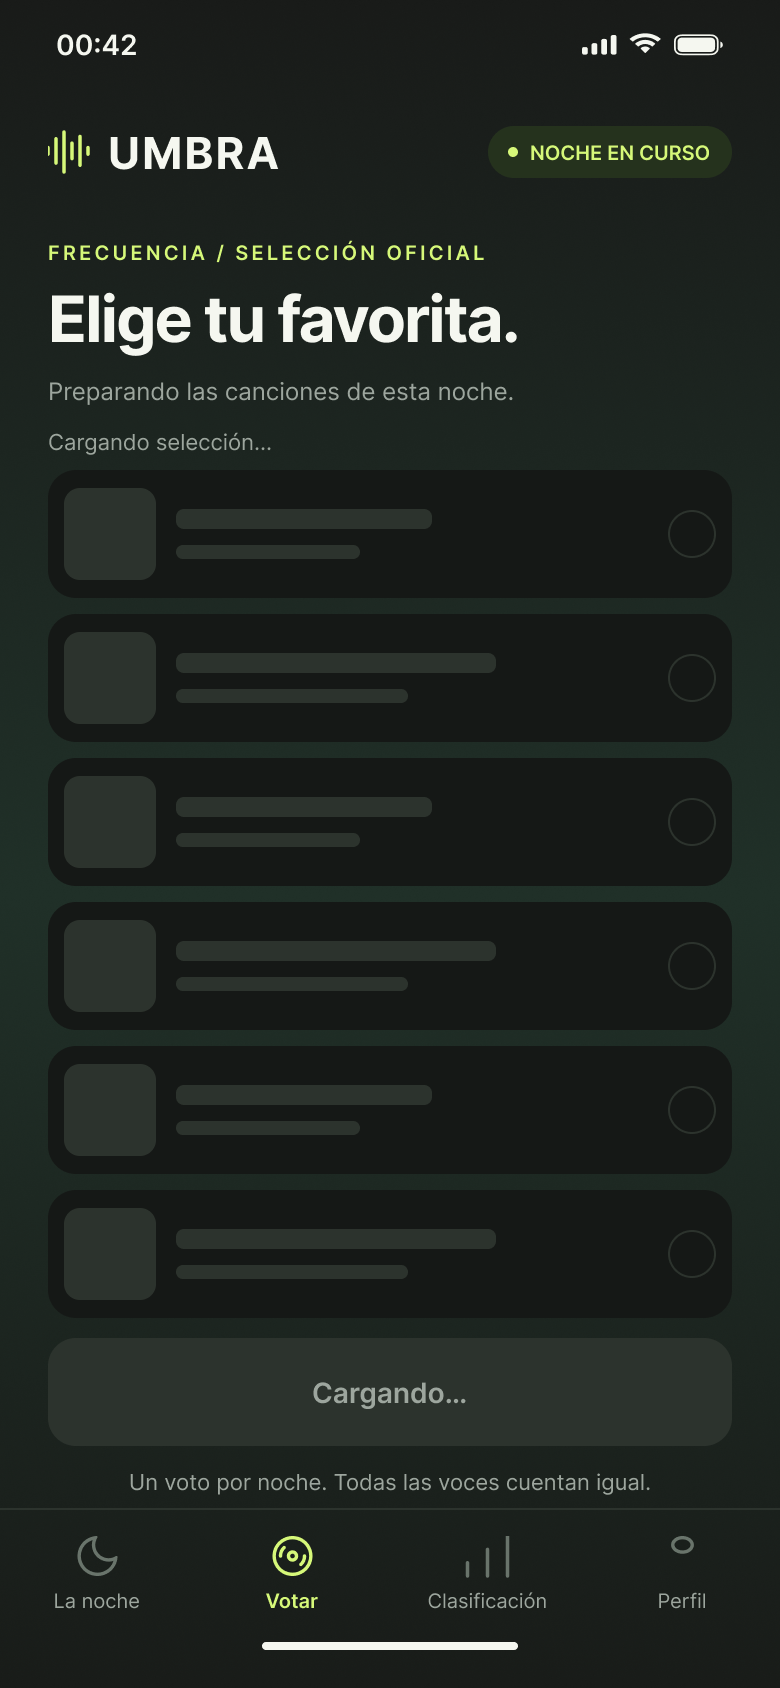 00:42
UMBRA
NOCHE EN CURSO
FRECUENCIA / SELECCIÓN OFICIAL
Elige tu favorita.
Preparando las canciones de esta noche.
Cargando selección...
Cargando...
Un voto por noche. Todas las voces cuentan igual.
La noche
Votar
Clasificación
Perfil